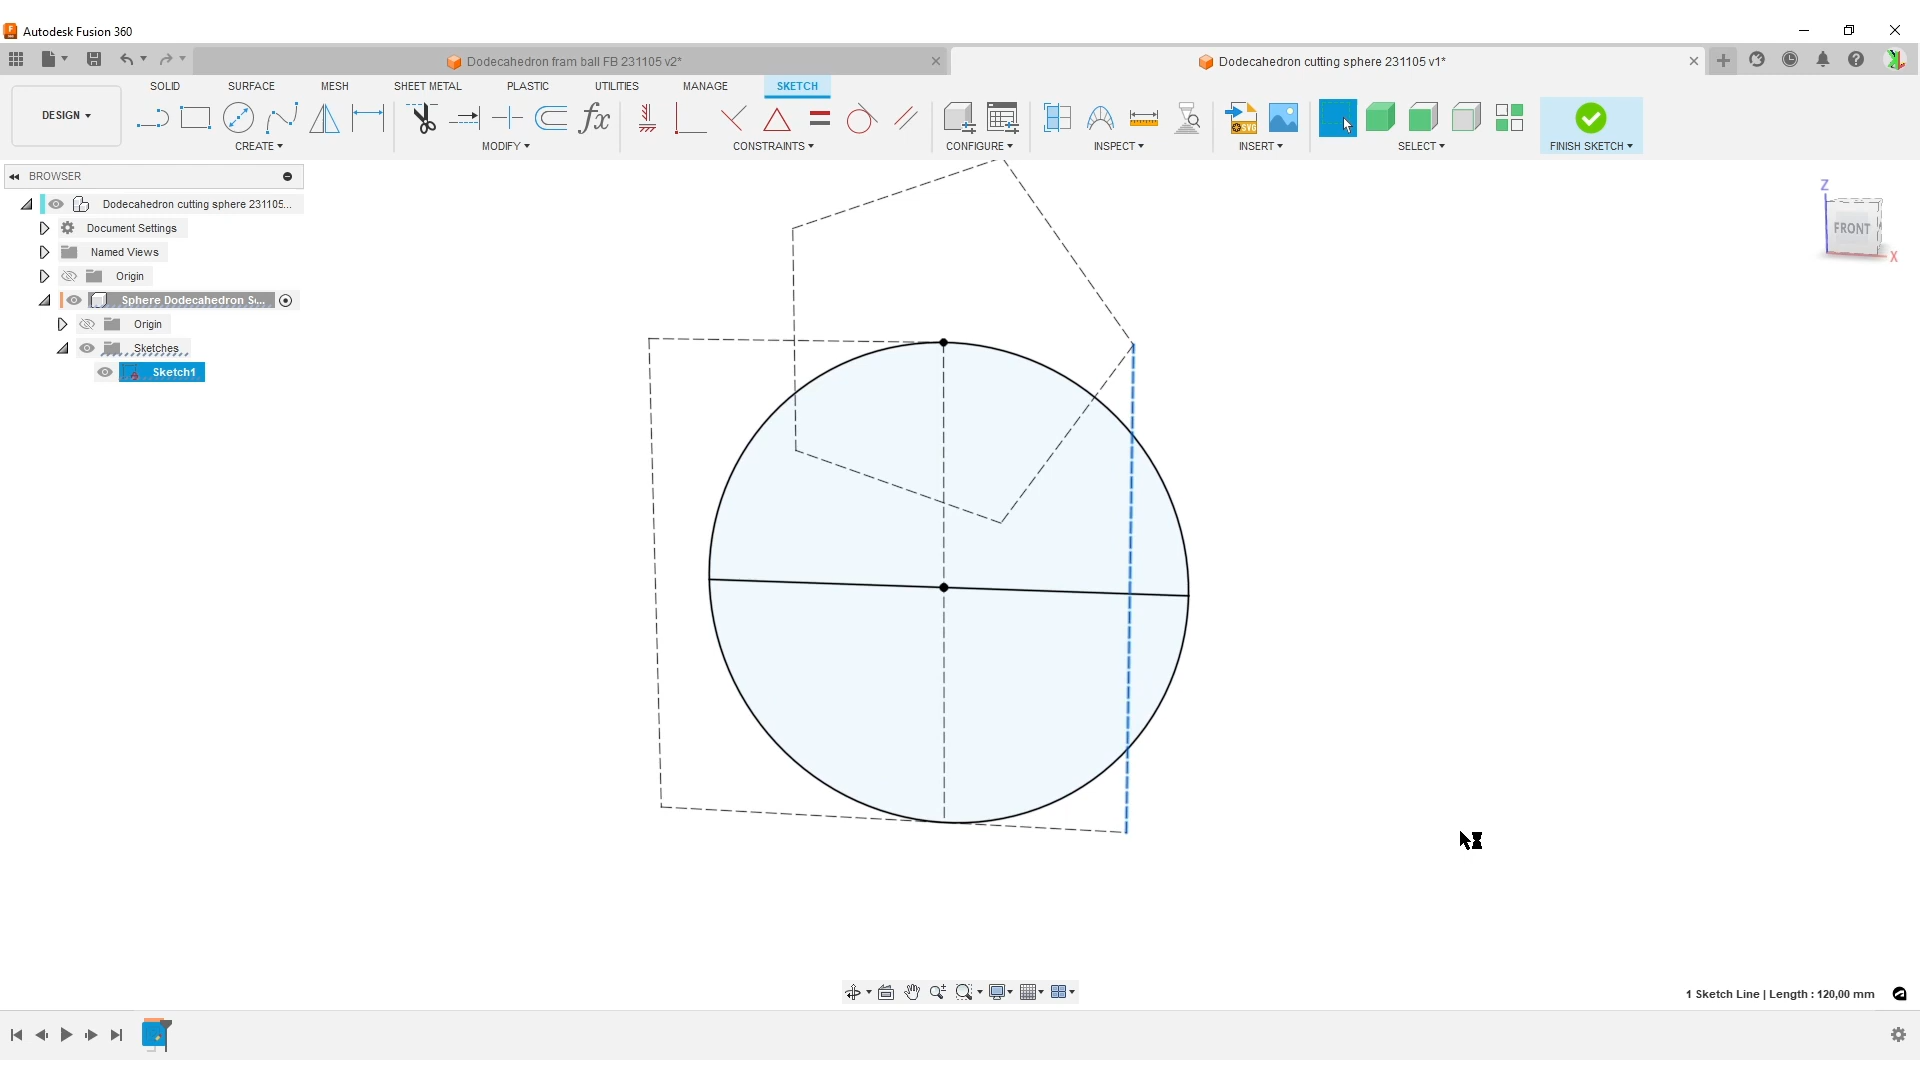 Autodesk Fusion 360
Dodecahedron fram ball FB 231105 v2*
Dodecahedron cutting sphere 231105 v1*
SOLID SURFACE MESH SHEET METAL PLASTIC UTILITIES MANAGE SKETCH
DESIGN
CREATE MODIFY CONSTRAINTS CONFIGURE INSPECT INSERT SELECT FINISH SKETCH
fx
SVG
BROWSER
Dodecahedron cutting sphere 231105...
Document Settings
Named Views
Origin
Sphere Dodecahedron S...
Origin
Sketches
Sketch1
Z
FRONT
X
1 Sketch Line | Length : 120,00 mm